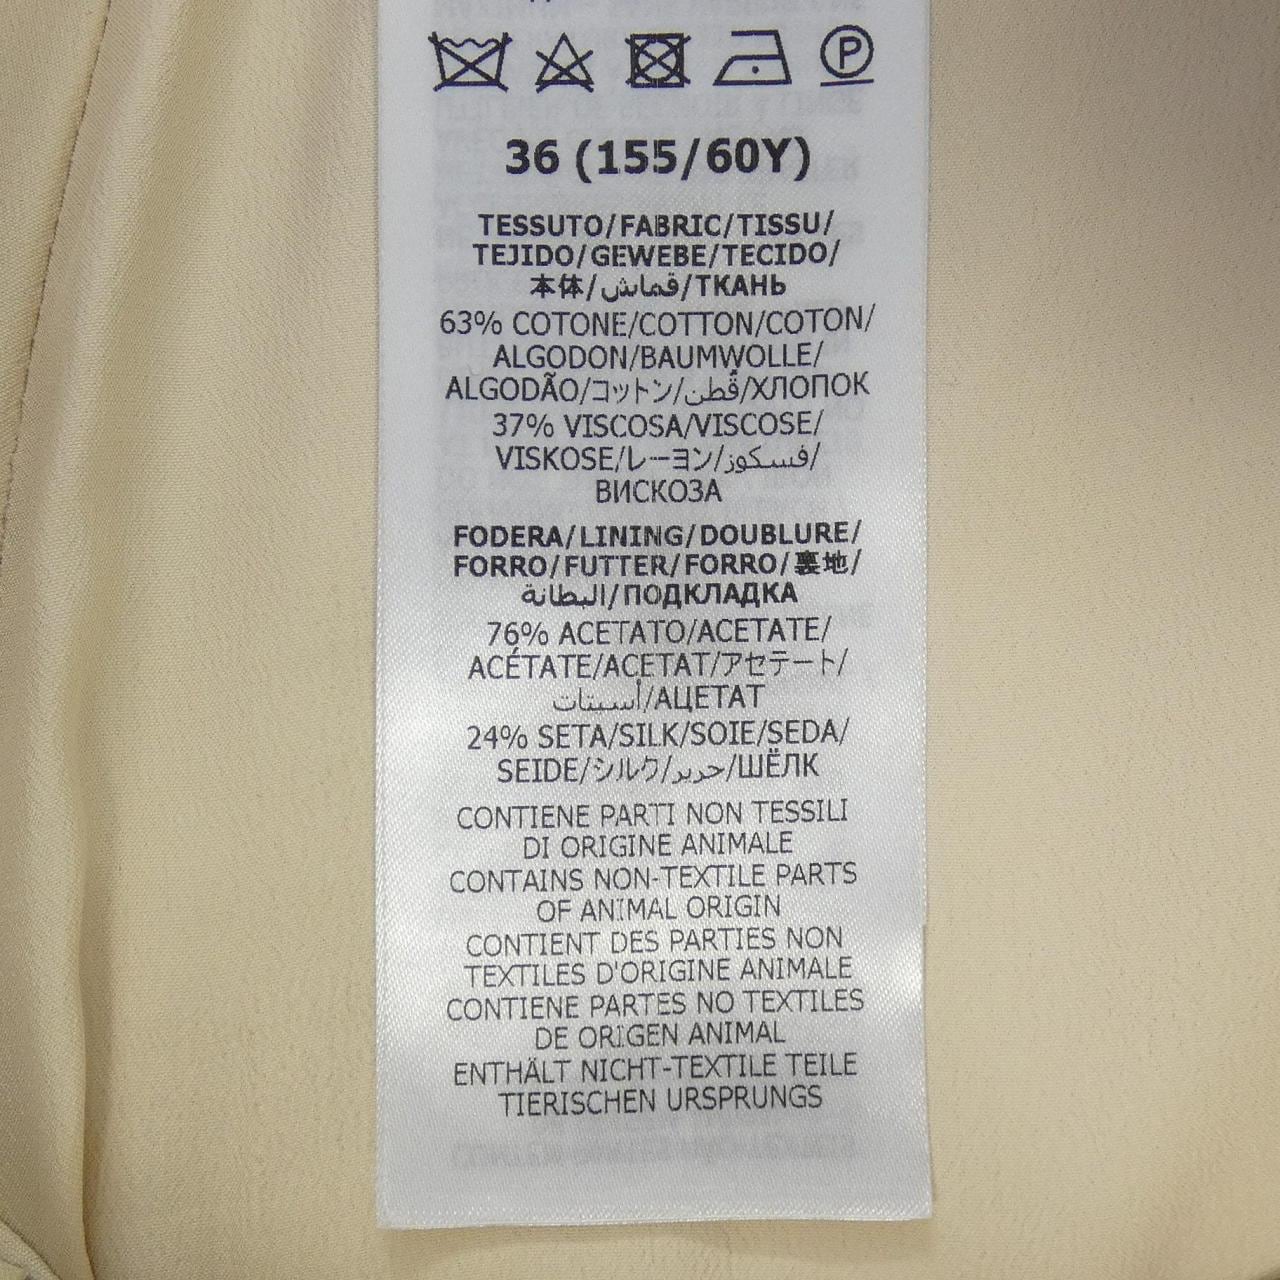 36 (155/60Y)
TESSUTO/FABRIC/TISSU/
TEJIDO/GEWEBE/TECIDO/
本体/قماش/ТКАНЬ
63% COTONE/COTTON/COTON/
ALGODON/BAUMWOLLE/
ALGODÃO/コットン/قُطن/ХЛОПОК
37% VISCOSA/VISCOSE/
VISKOSE/レーヨン/فسكوز/
ВИСКОЗА
FODERA/LINING/DOUBLURE/
FORRO/FUTTER/FORRO/裏地/
البطانة/ПОДКЛАДКА
76% ACETATO/ACETATE/
ACÉTATE/ACETAT/アセテート/
أسيتات/АЦЕТАТ
24% SETA/SILK/SOIE/SEDA/
SEIDE/シルク/حرير/ШЁЛК
CONTIENE PARTI NON TESSILI
DI ORIGINE ANIMALE
CONTAINS NON-TEXTILE PARTS
OF ANIMAL ORIGIN
CONTIENT DES PARTIES NON
TEXTILES D'ORIGINE ANIMALE
CONTIENE PARTES NO TEXTILES
DE ORIGEN ANIMAL
ENTHÄLT NICHT-TEXTILE TEILE
TIERISCHEN URSPRUNGS